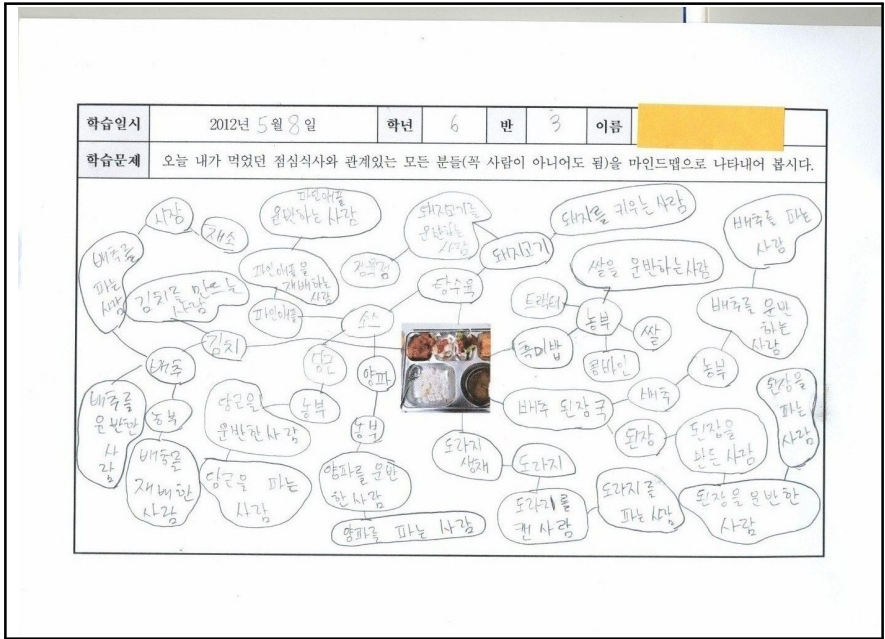 학습일시 2012년 5월 8일 학년 6 반 3 이름
학습문제 오늘 내가 먹었던 점심식사와 관계있는 모든 분들(꼭 사람이 아니어도 됨)을 마인드맵으로 나타내어 봅시다.
시장
채소
배추를
파는
사람
김치를 만드는
사람
김치
배추
배추를
운반한
사
람
농부
배추를
재배한
사람
파인애플
운반하는 사람
파인애플을
재배하는
사람
파인애플
소스
당근
농부
당근을
운반한 사람
당근을 파는
사람
양파
농부
양파를 운반
한 사람
양파를 파는 사람
탕수육
돼지고기
돼지고기를
운반하는
사람
정육점
돼지를 키우는 사람
흑미밥
농부
트랙터
콤바인
쌀
쌀을 운반하는사람
배추 된장국
배추
농부
배추를 운반
하는
사람
배추를 파는
사람
된장
된장을
만든 사람
된장을 운반한
사람
된장을
파는
사람
도라지
생채
도라지
도라지를
캔 사람
도라지를
파는 사람